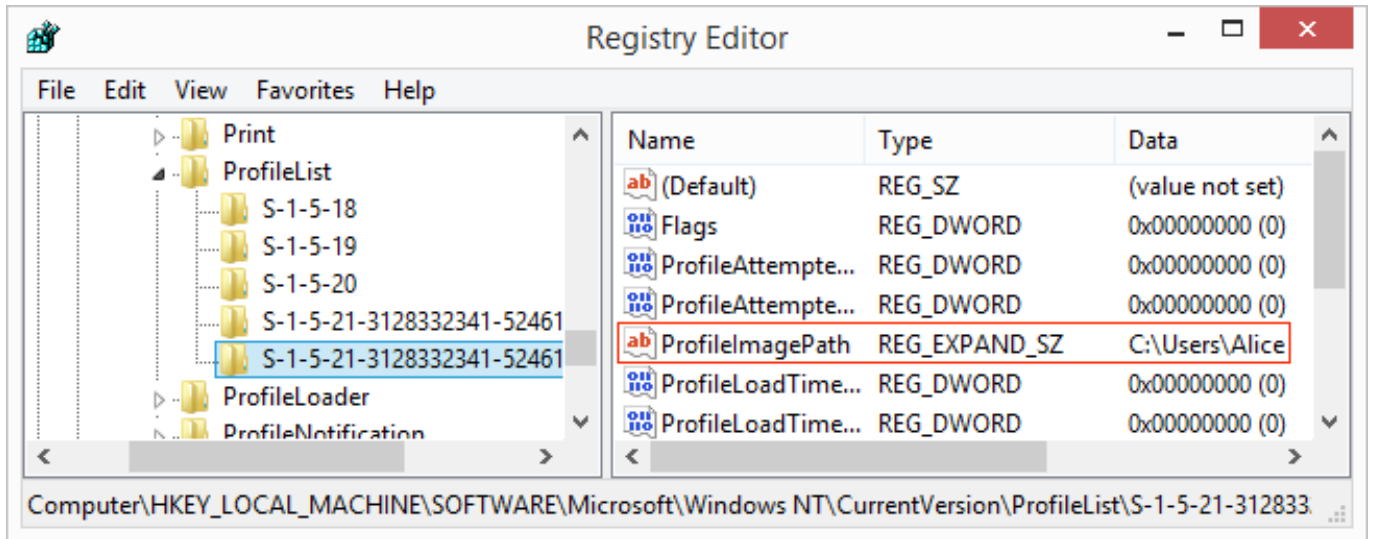 Registry Editor
File Edit View Favorites Help
Print
ProfileList
S-1-5-18
S-1-5-19
S-1-5-20
S-1-5-21-3128332341-52461
S-1-5-21-3128332341-52461
ProfileLoader
ProfileNotification
Name Type Data
(Default) REG_SZ (value not set)
Flags REG_DWORD 0x00000000 (0)
ProfileAttempte... REG_DWORD 0x00000000 (0)
ProfileAttempte... REG_DWORD 0x00000000 (0)
ProfileImagePath REG_EXPAND_SZ C:\Users\Alice
ProfileLoadTime... REG_DWORD 0x00000000 (0)
ProfileLoadTime... REG_DWORD 0x00000000 (0)
Computer\HKEY_LOCAL_MACHINE\SOFTWARE\Microsoft\Windows NT\CurrentVersion\ProfileList\S-1-5-21-312833